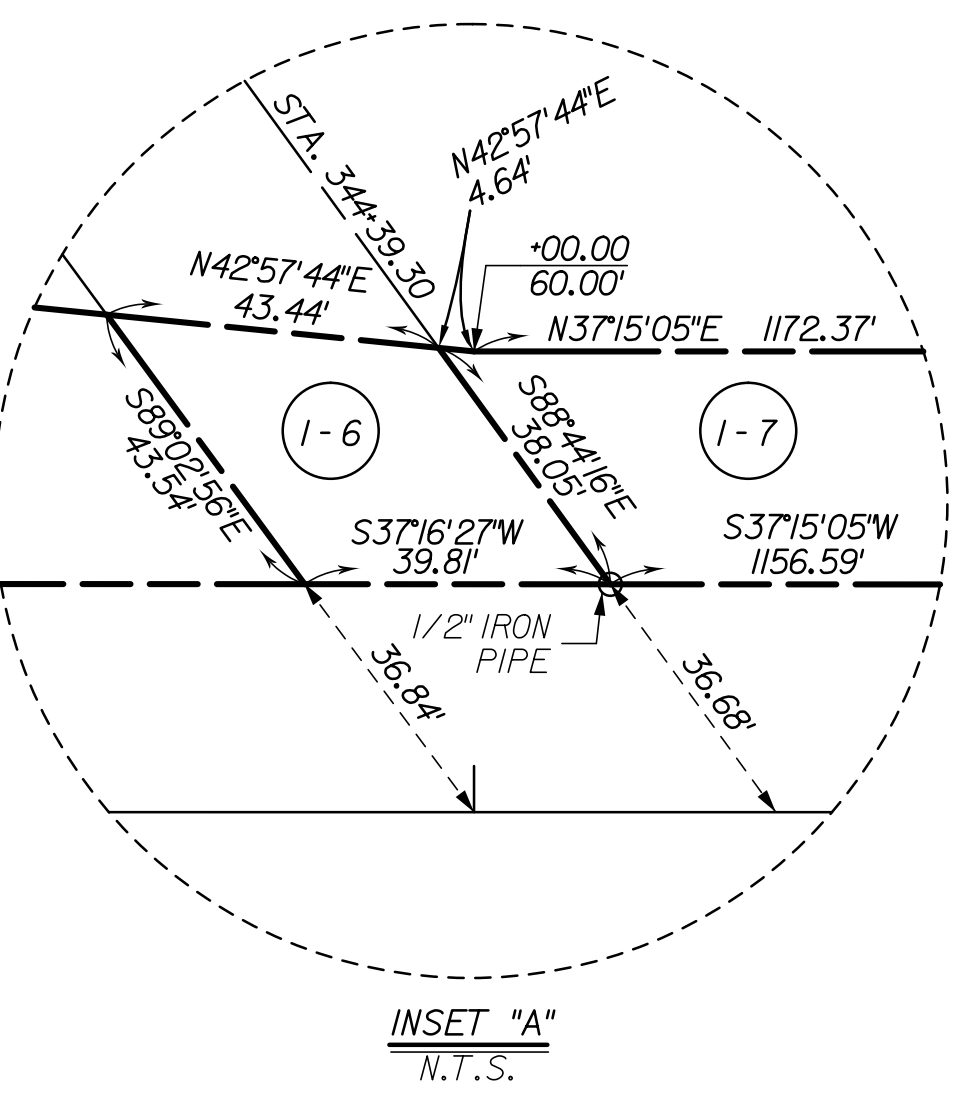 STA. 344+39.30
N42°57'44"E
4.64'
+00.00
60.00'
N42°57'44"E
43.44'
N37°15'05"E 1172.37'
S89°02'56"E
43.54'
1-6
S88°44'16"E
38.05'
1-7
S37°16'27"W
39.81'
S37°15'05"W
1156.59'
1/2" IRON
PIPE
36.84'
36.68'
INSET "A"
N.T.S.